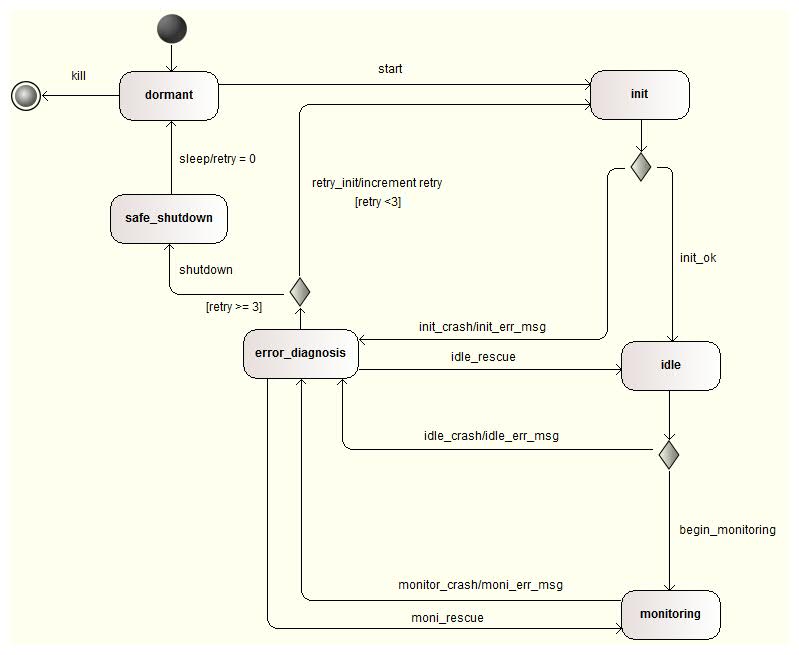 start
kill
dormant
init
sleep/retry = 0
retry_init/increment retry
[retry <3]
safe_shutdown
init_ok
shutdown
[retry >= 3]
init_crash/init_err_msg
error_diagnosis
idle_rescue
idle
idle_crash/idle_err_msg
begin_monitoring
monitor_crash/moni_err_msg
monitoring
moni_rescue